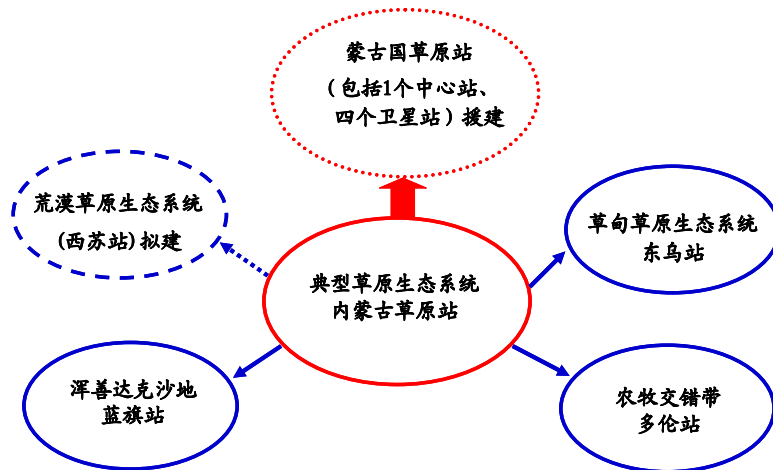 蒙古国草原站
（包括1个中心站、
四个卫星站）援建
荒漠草原生态系统
(西苏站)拟建
草甸草原生态系统
东乌站
典型草原生态系统
内蒙古草原站
浑善达克沙地
蓝旗站
农牧交错带
多伦站